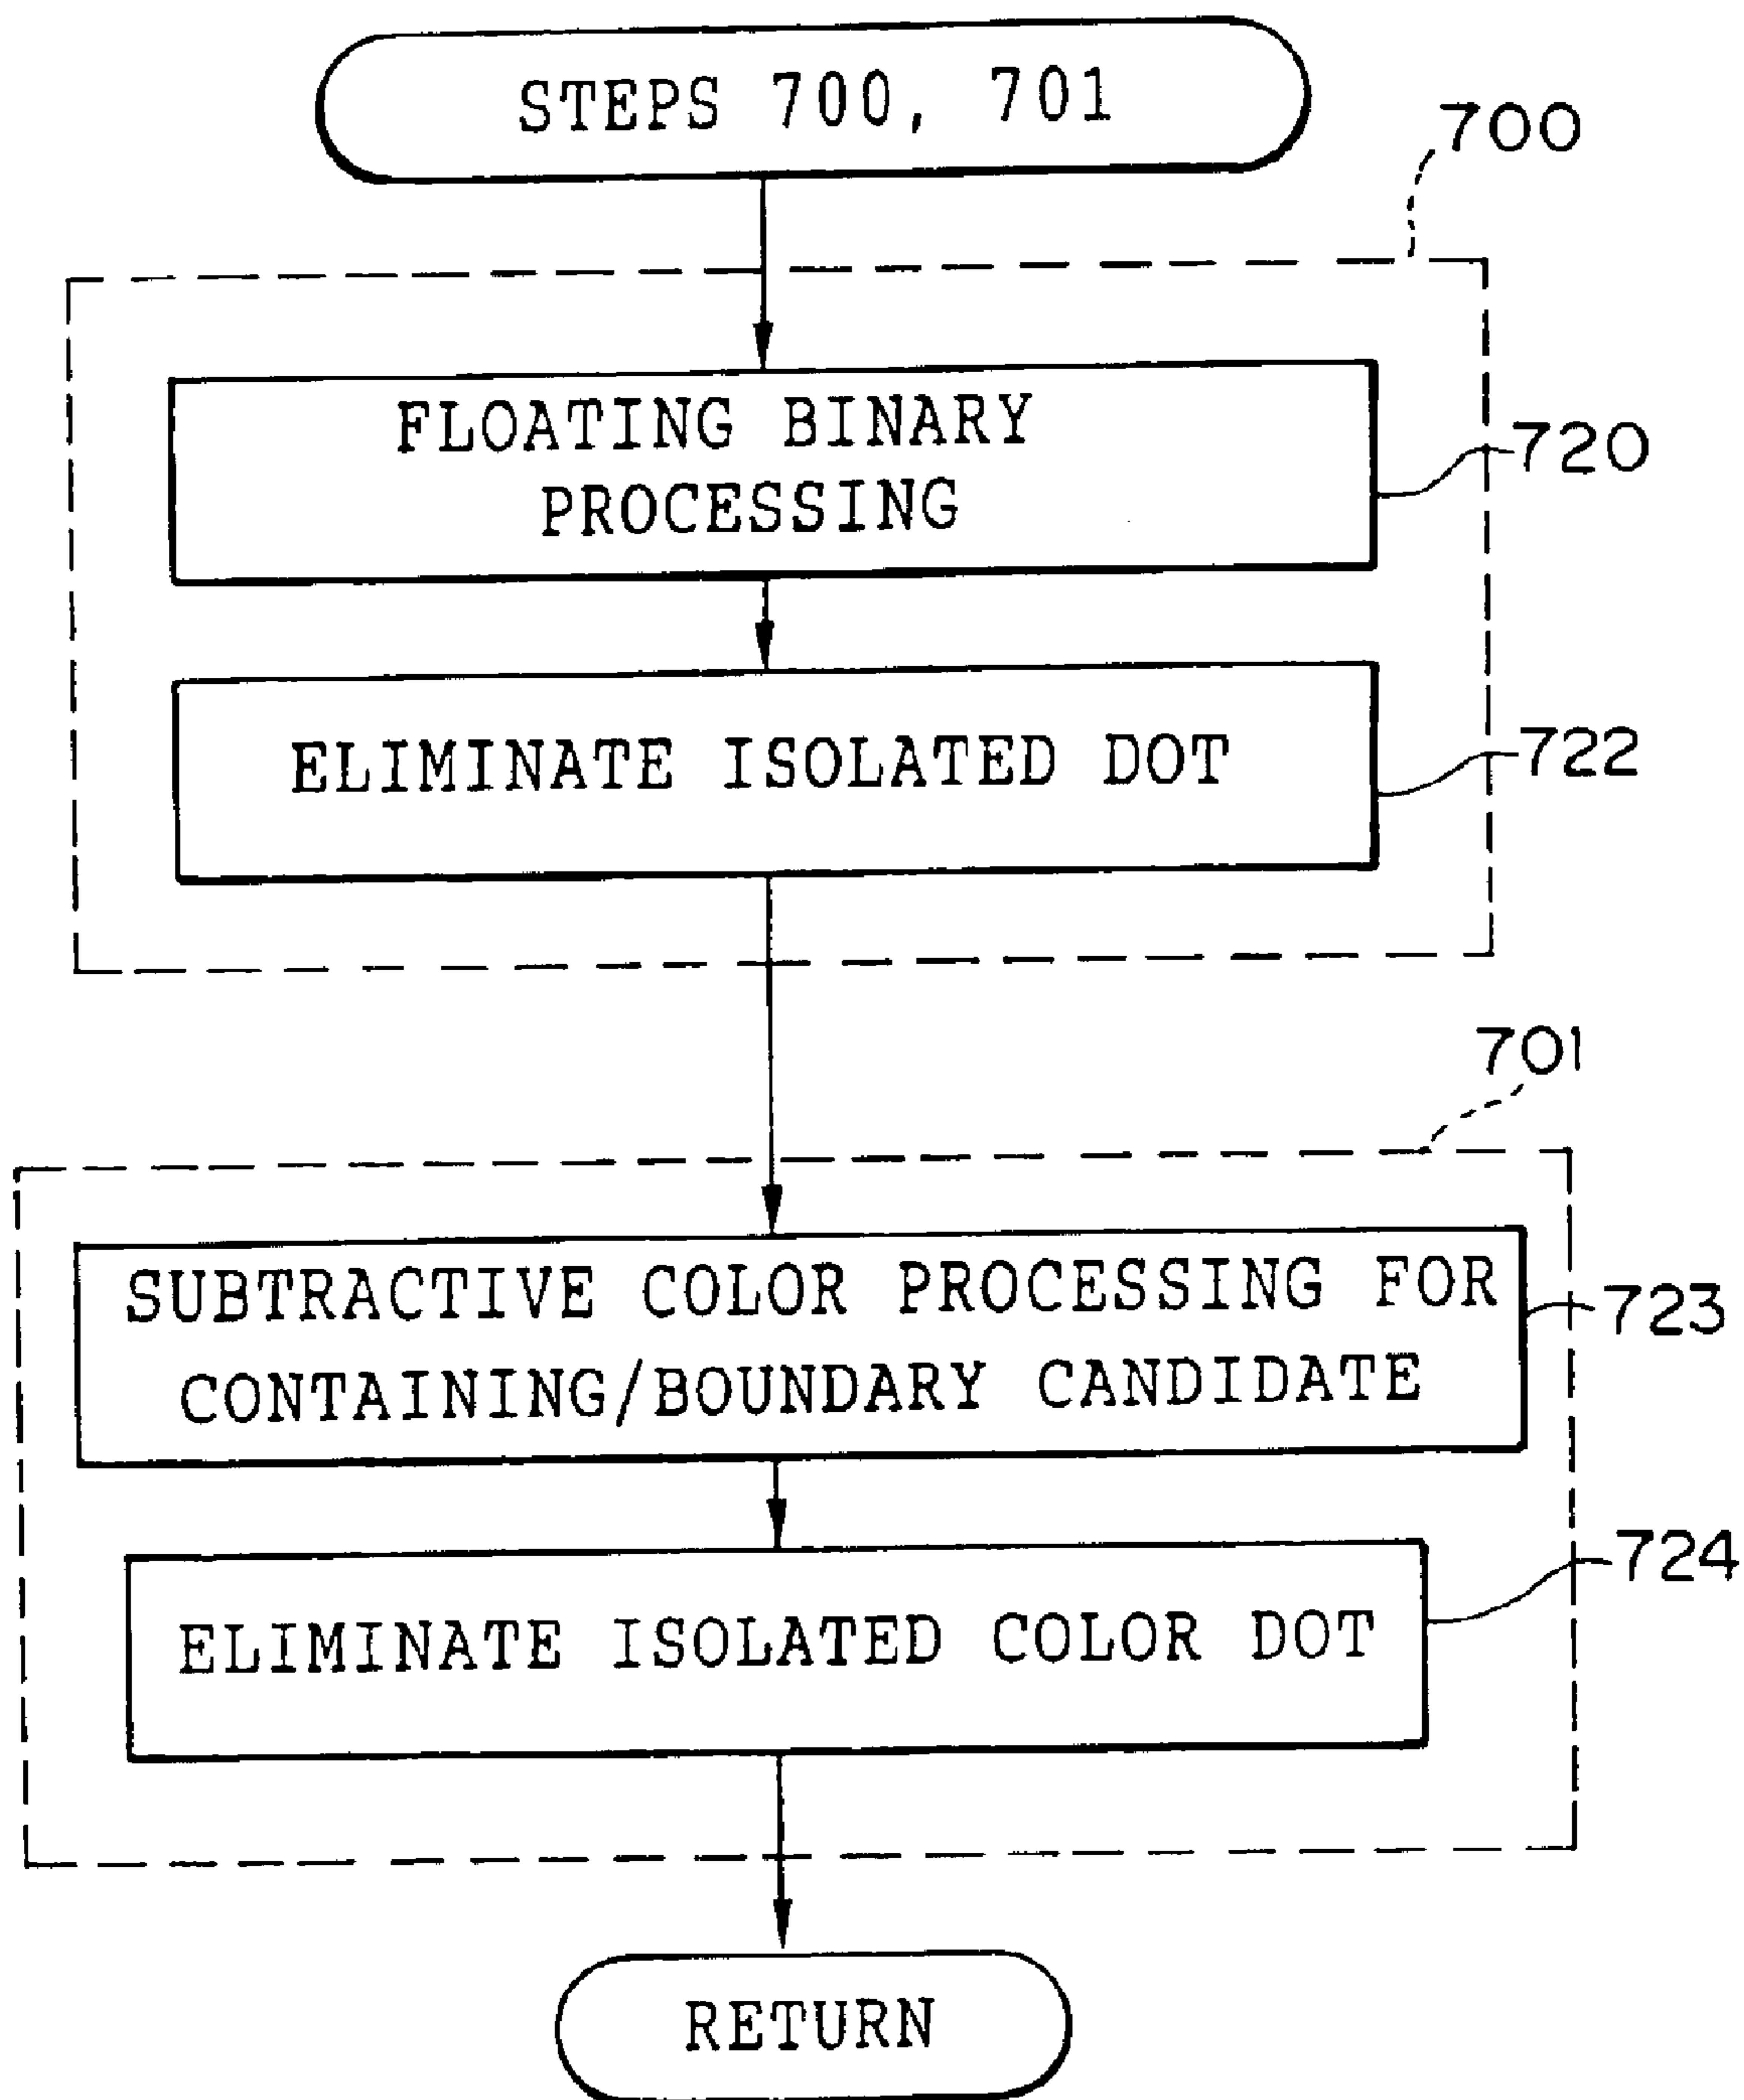 STEPS 700, 701
700
FLOATING BINARY
PROCESSING
720
ELIMINATE ISOLATED DOT
722
701
SUBTRACTIVE COLOR PROCESSING FOR
CONTAINING/BOUNDARY CANDIDATE
723
ELIMINATE ISOLATED COLOR DOT
724
RETURN